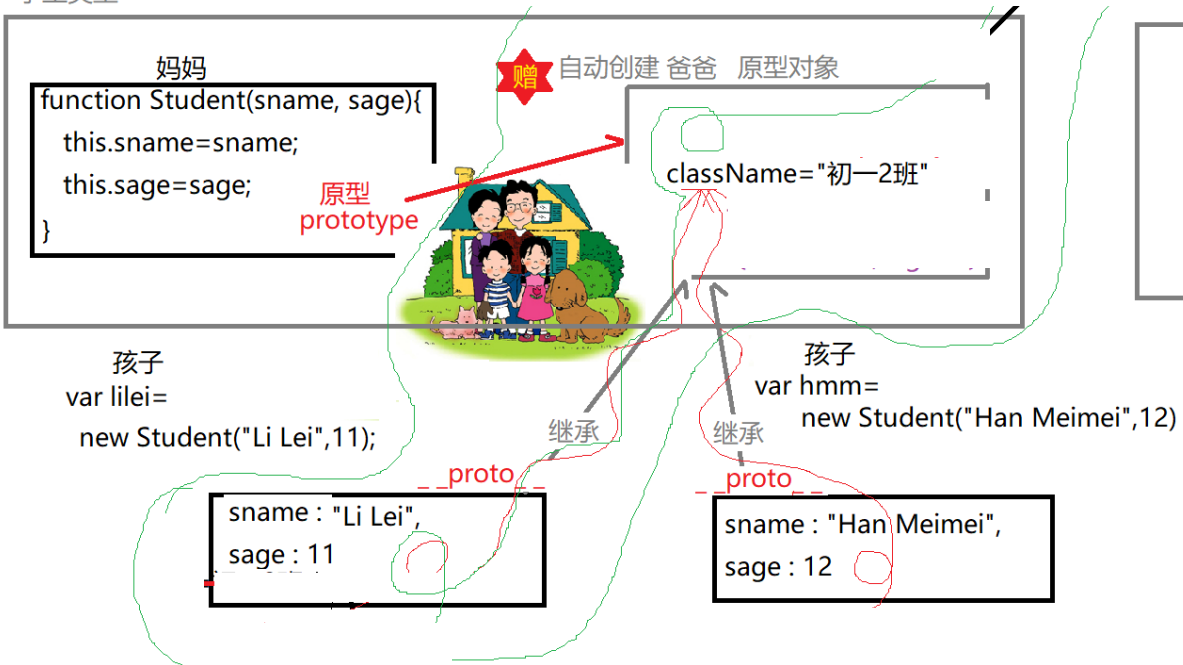 妈妈
赠
自动创建 爸爸 原型对象
function Student(sname, sage){
this.sname=sname;
this.sage=sage;
}
原型
prototype
className="初一2班"
孩子
var lilei=
new Student("Li Lei",11);
孩子
var hmm=
new Student("Han Meimei",12)
继承
继承
__proto__
__proto__
sname : "Li Lei",
sage : 11
sname : "Han Meimei",
sage : 12